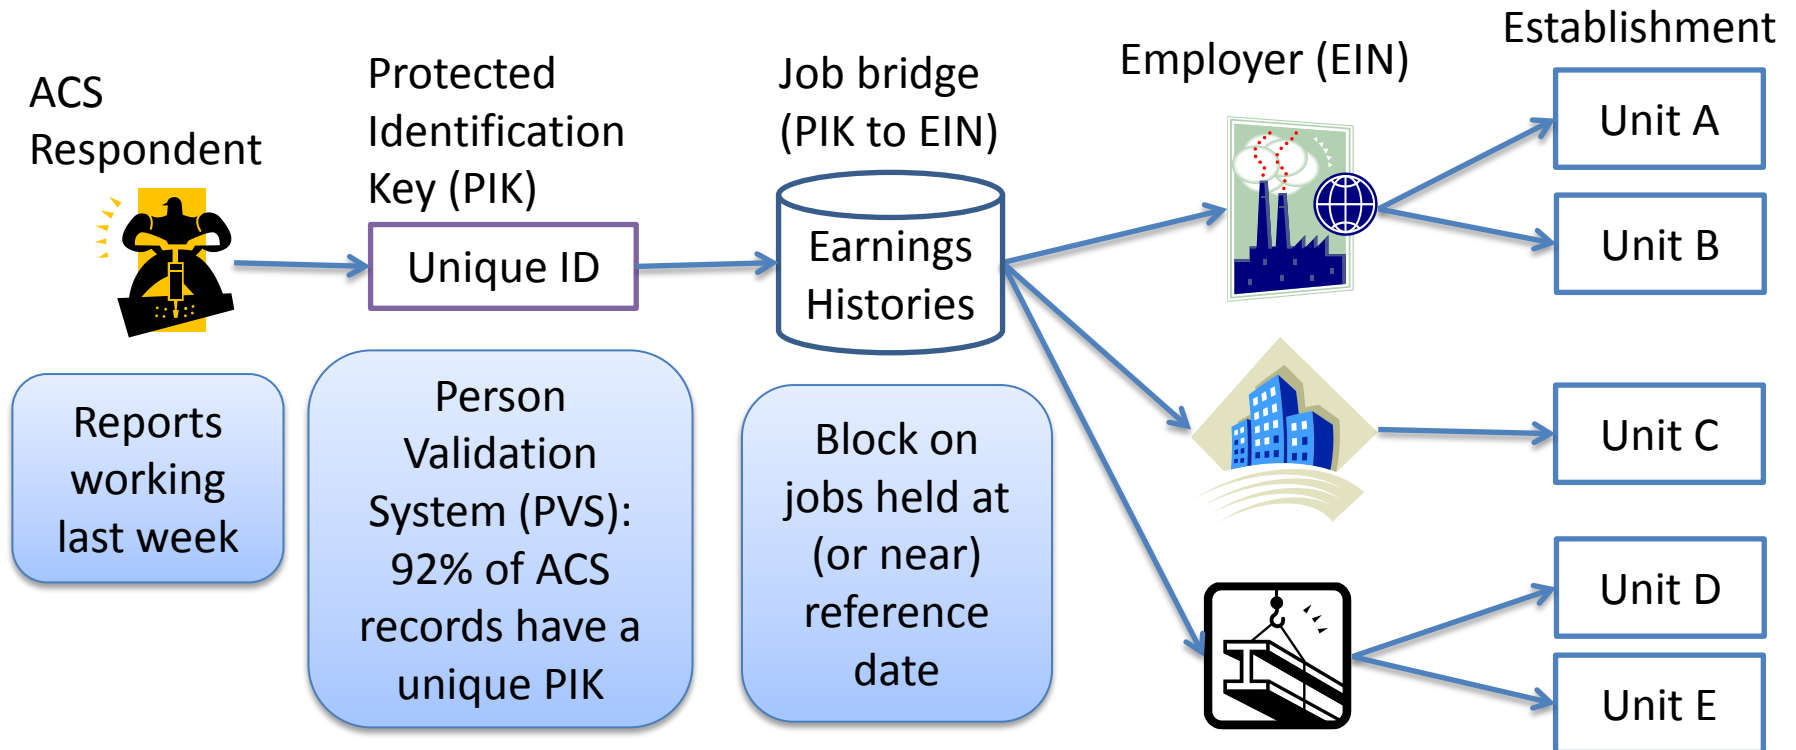 ACS
Respondent
Protected
Identification
Key (PIK)
Job bridge
(PIK to EIN)
Employer (EIN)
Establishment
Unique ID
Earnings
Histories
Unit A
Unit B
Unit C
Unit D
Unit E
Reports
working
last week
Person
Validation
System (PVS):
92% of ACS
records have a
unique PIK
Block on
jobs held at
(or near)
reference
date